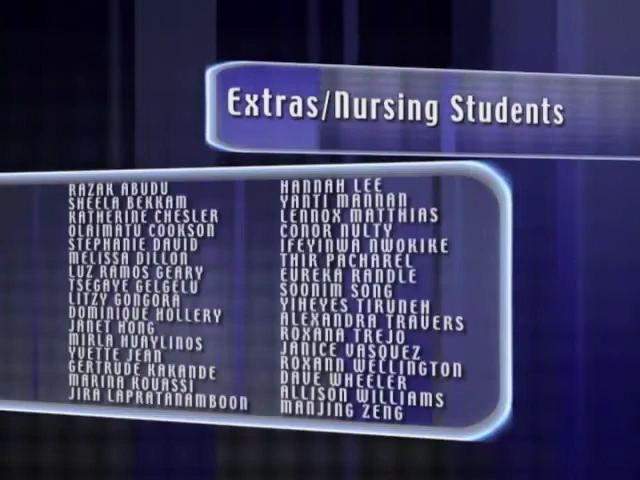 Extras/Nursing Students
RAZAK ABUDU
SHEELA BEKKAM
KATHERINE CHESLER
OLAIMATU COOKSON
STEPHANIE DAVID
MELISSA DILLON
LUZ RAMOS GEARY
TSEGAYE GELGELU
LITZY GONGORA
DOMINIQUE HOLLERY
JANET HONG
MIRLA HUAYLINOS
YVETTE JEAN
GERTRUDE KAKANDE
MARINA KOUASSI
JIRA LAPRATANAMBOON
HANNAH LEE
YANTI MANNAN
LENNOX MATTHIAS
CONOR NULTY
IFEYINWA NWOKIKE
THIR PACHAREL
EUREKA RANDLE
SOONIM SONG
YIHEYES TIRUNEH
ALEXANDRA TRAVERS
ROXANA TREJO
JANICE VASQUEZ
ROXANN WELLINGTON
DAVE WHEELER
ALLISON WILLIAMS
MANJING ZENG